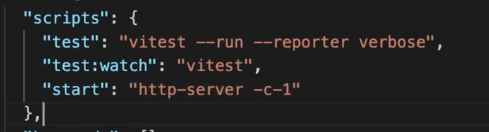 "scripts": {
"test": "vitest --run --reporter verbose",
"test:watch": "vitest",
"start": "http-server -c-1"
},